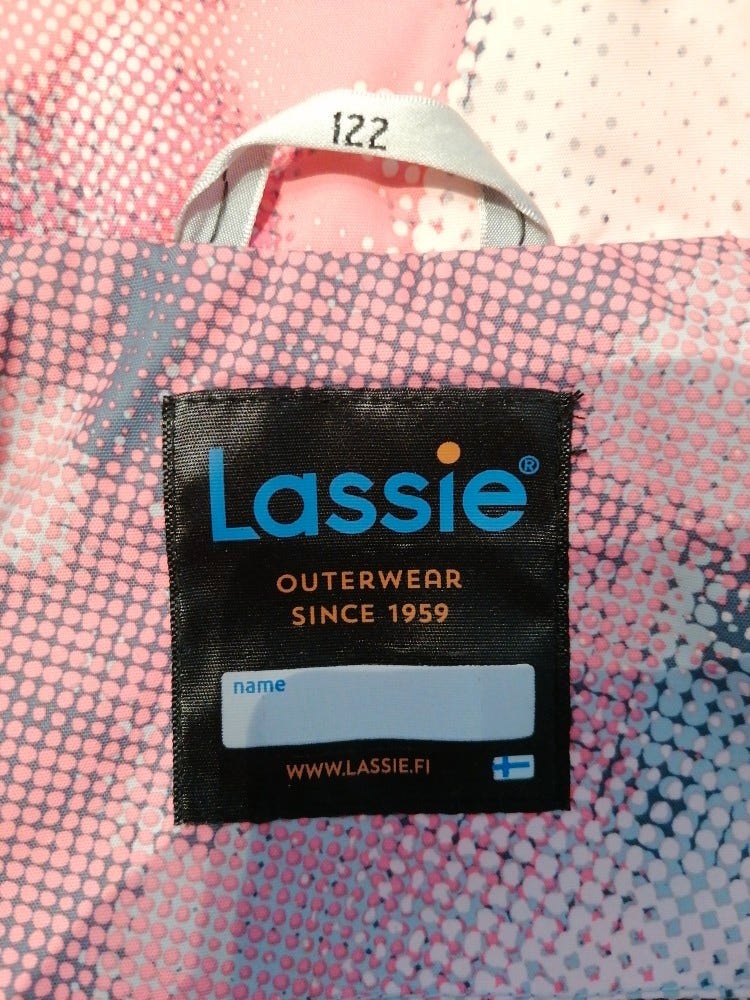 122
Lassie®
OUTERWEAR
SINCE 1959
name
WWW.LASSIE.FI